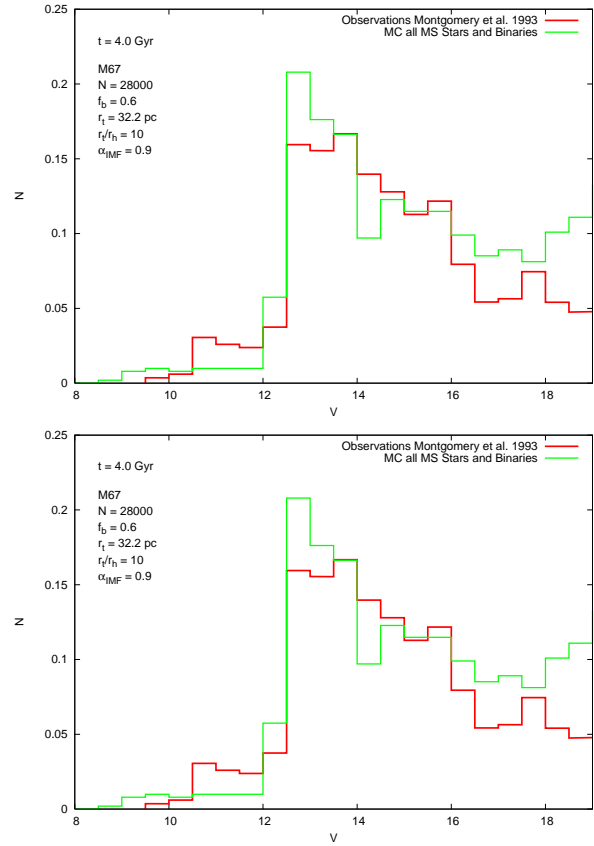 0.25
Observations Montgomery et al. 1993
MC all MS Stars and Binaries
t = 4.0 Gyr
M67
N = 28000
f_b = 0.6
r_t = 32.2 pc
r_t/r_h = 10
α_IMF = 0.9
0.2
0.15
N
0.1
0.05
0
8 10 12 14 16 18
V
0.25
Observations Montgomery et al. 1993
MC all MS Stars and Binaries
t = 4.0 Gyr
M67
N = 28000
f_b = 0.6
r_t = 32.2 pc
r_t/r_h = 10
α_IMF = 0.9
0.2
0.15
N
0.1
0.05
0
8 10 12 14 16 18
V